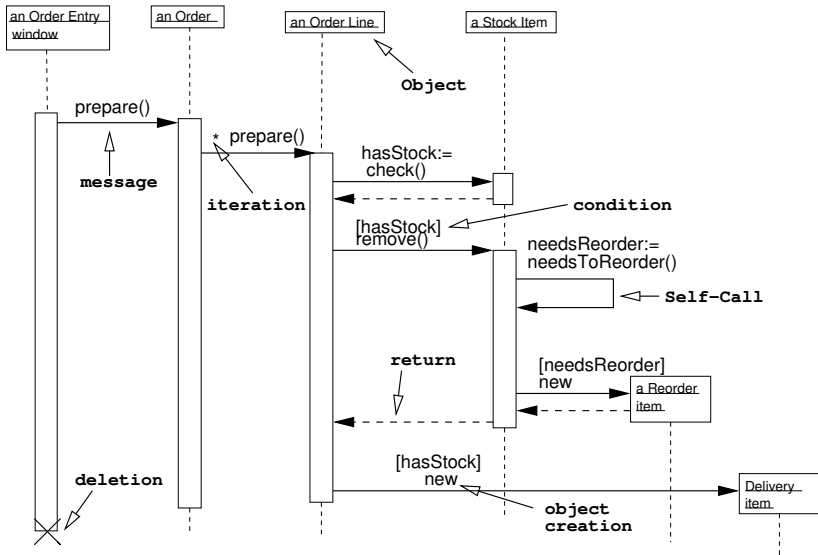 an Order Entry
window
an Order
an Order Line
a Stock Item
Object
prepare()
message
* prepare()
iteration
hasStock:=
check()
condition
[hasStock]
remove()
needsReorder:=
needsToReorder()
Self-Call
return
[needsReorder]
new
a Reorder
item
deletion
[hasStock]
new
object
creation
Delivery
item